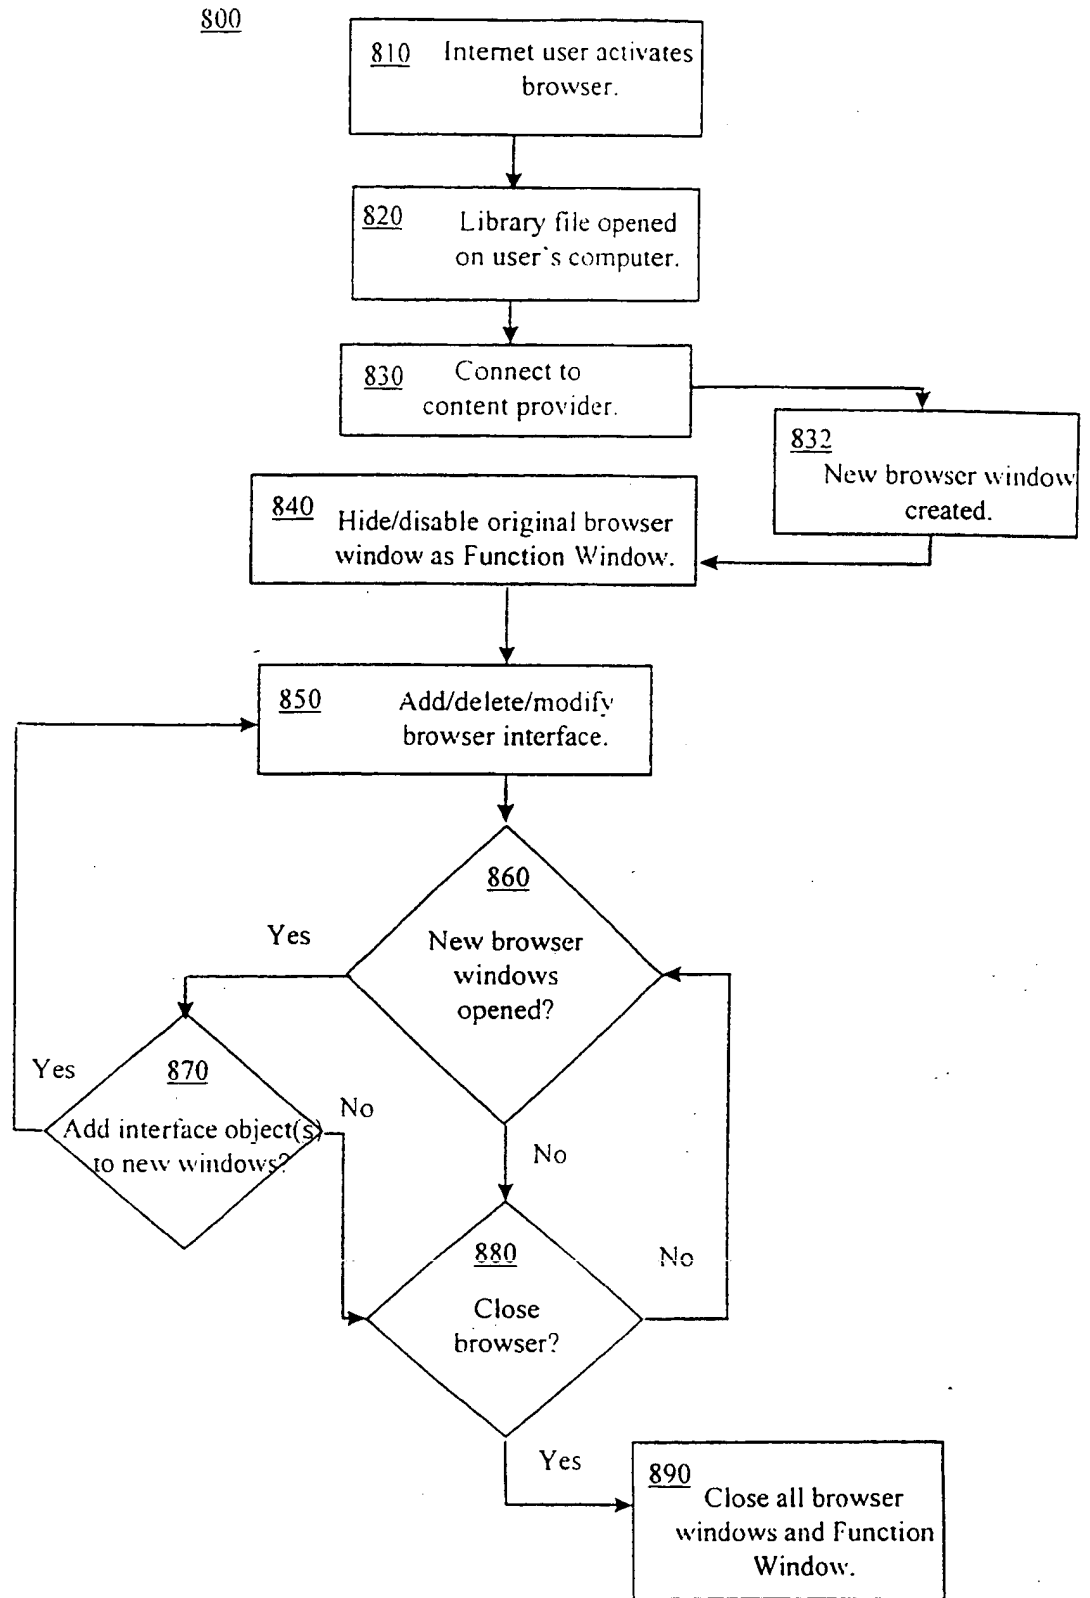 800
810 Internet user activates
browser.
820 Library file opened
on user's computer.
830 Connect to
content provider.
832
New browser window
created.
840 Hide/disable original browser
window as Function Window.
850 Add/delete/modify
browser interface.
860
New browser
windows
opened?
Yes
No
870
Add interface object(s)
to new windows?
Yes
No
880
Close
browser?
No
Yes
890
Close all browser
windows and Function
Window.